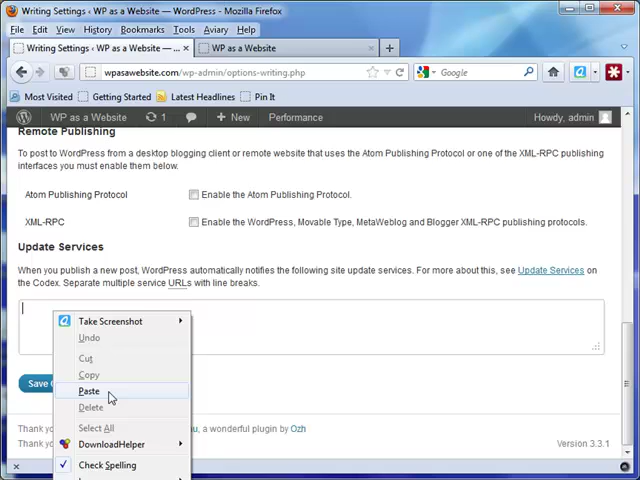 Writing Settings ‹ WP as a Website — WordPress - Mozilla Firefox
File Edit View History Bookmarks Tools Aviary Help
Writing Settings ‹ WP as a Website — W... × WP as a Website × +
wpasawebsite.com/wp-admin/options-writing.php Google
Most Visited Getting Started Latest Headlines Pin It
WP as a Website 1 + New Performance Howdy, admin
Remote Publishing
To post to WordPress from a desktop blogging client or remote website that uses the Atom Publishing Protocol or one of the XML-RPC publishing
interfaces you must enable them below.
Atom Publishing Protocol Enable the Atom Publishing Protocol.
XML-RPC Enable the WordPress, Movable Type, MetaWeblog and Blogger XML-RPC publishing protocols.
Update Services
When you publish a new post, WordPress automatically notifies the following site update services. For more about this, see Update Services on
the Codex. Separate multiple service URLs with line breaks.
Take Screenshot
Undo
Cut
Copy
Paste
Delete
Select All
DownloadHelper
Check Spelling
Save
Thank
a wonderful plugin by Ozh
Thank
Version 3.3.1